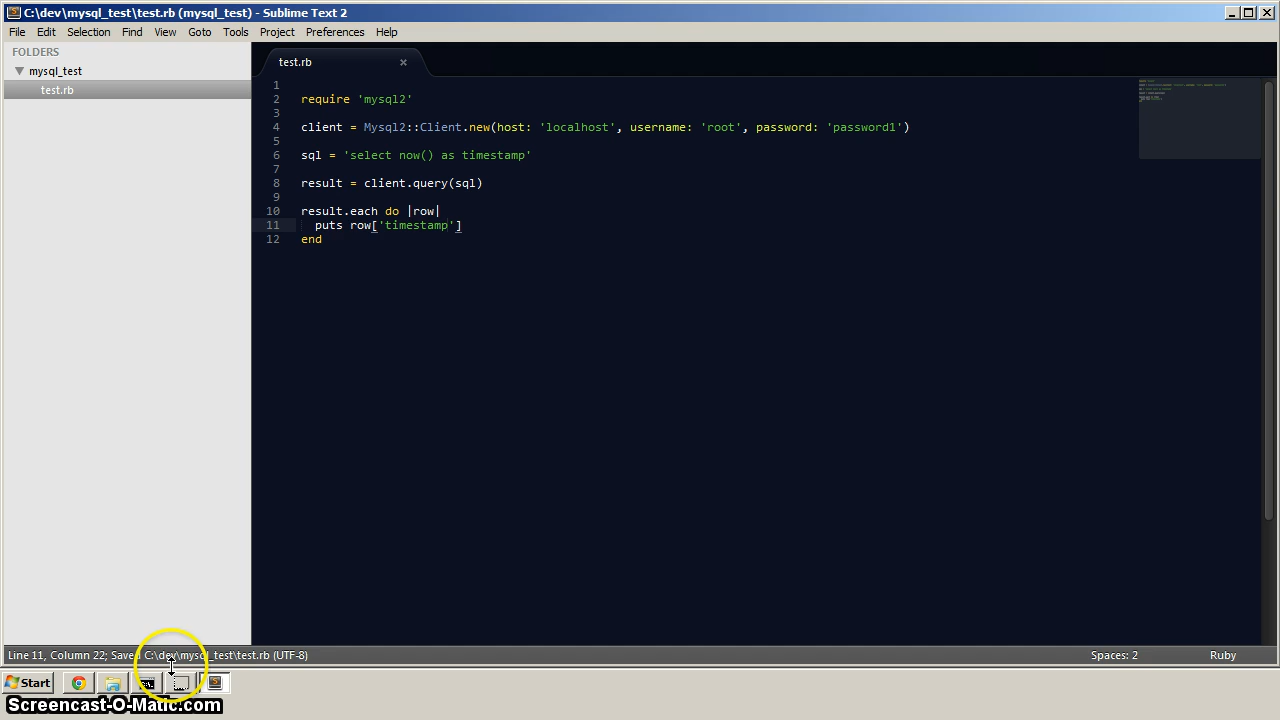 C:\dev\mysql_test\test.rb (mysql_test) - Sublime Text 2
File Edit Selection Find View Goto Tools Project Preferences Help
FOLDERS
mysql_test
test.rb
test.rb
1
2 require 'mysql2'
3
4 client = Mysql2::Client.new(host: 'localhost', username: 'root', password: 'password1')
5
6 sql = 'select now() as timestamp'
7
8 result = client.query(sql)
9
10 result.each do |row|
11 puts row['timestamp']
12 end
Line 11, Column 22; Saved C:\dev\mysql_test\test.rb (UTF-8) Spaces: 2 Ruby
Start
Screencast-O-Matic.com